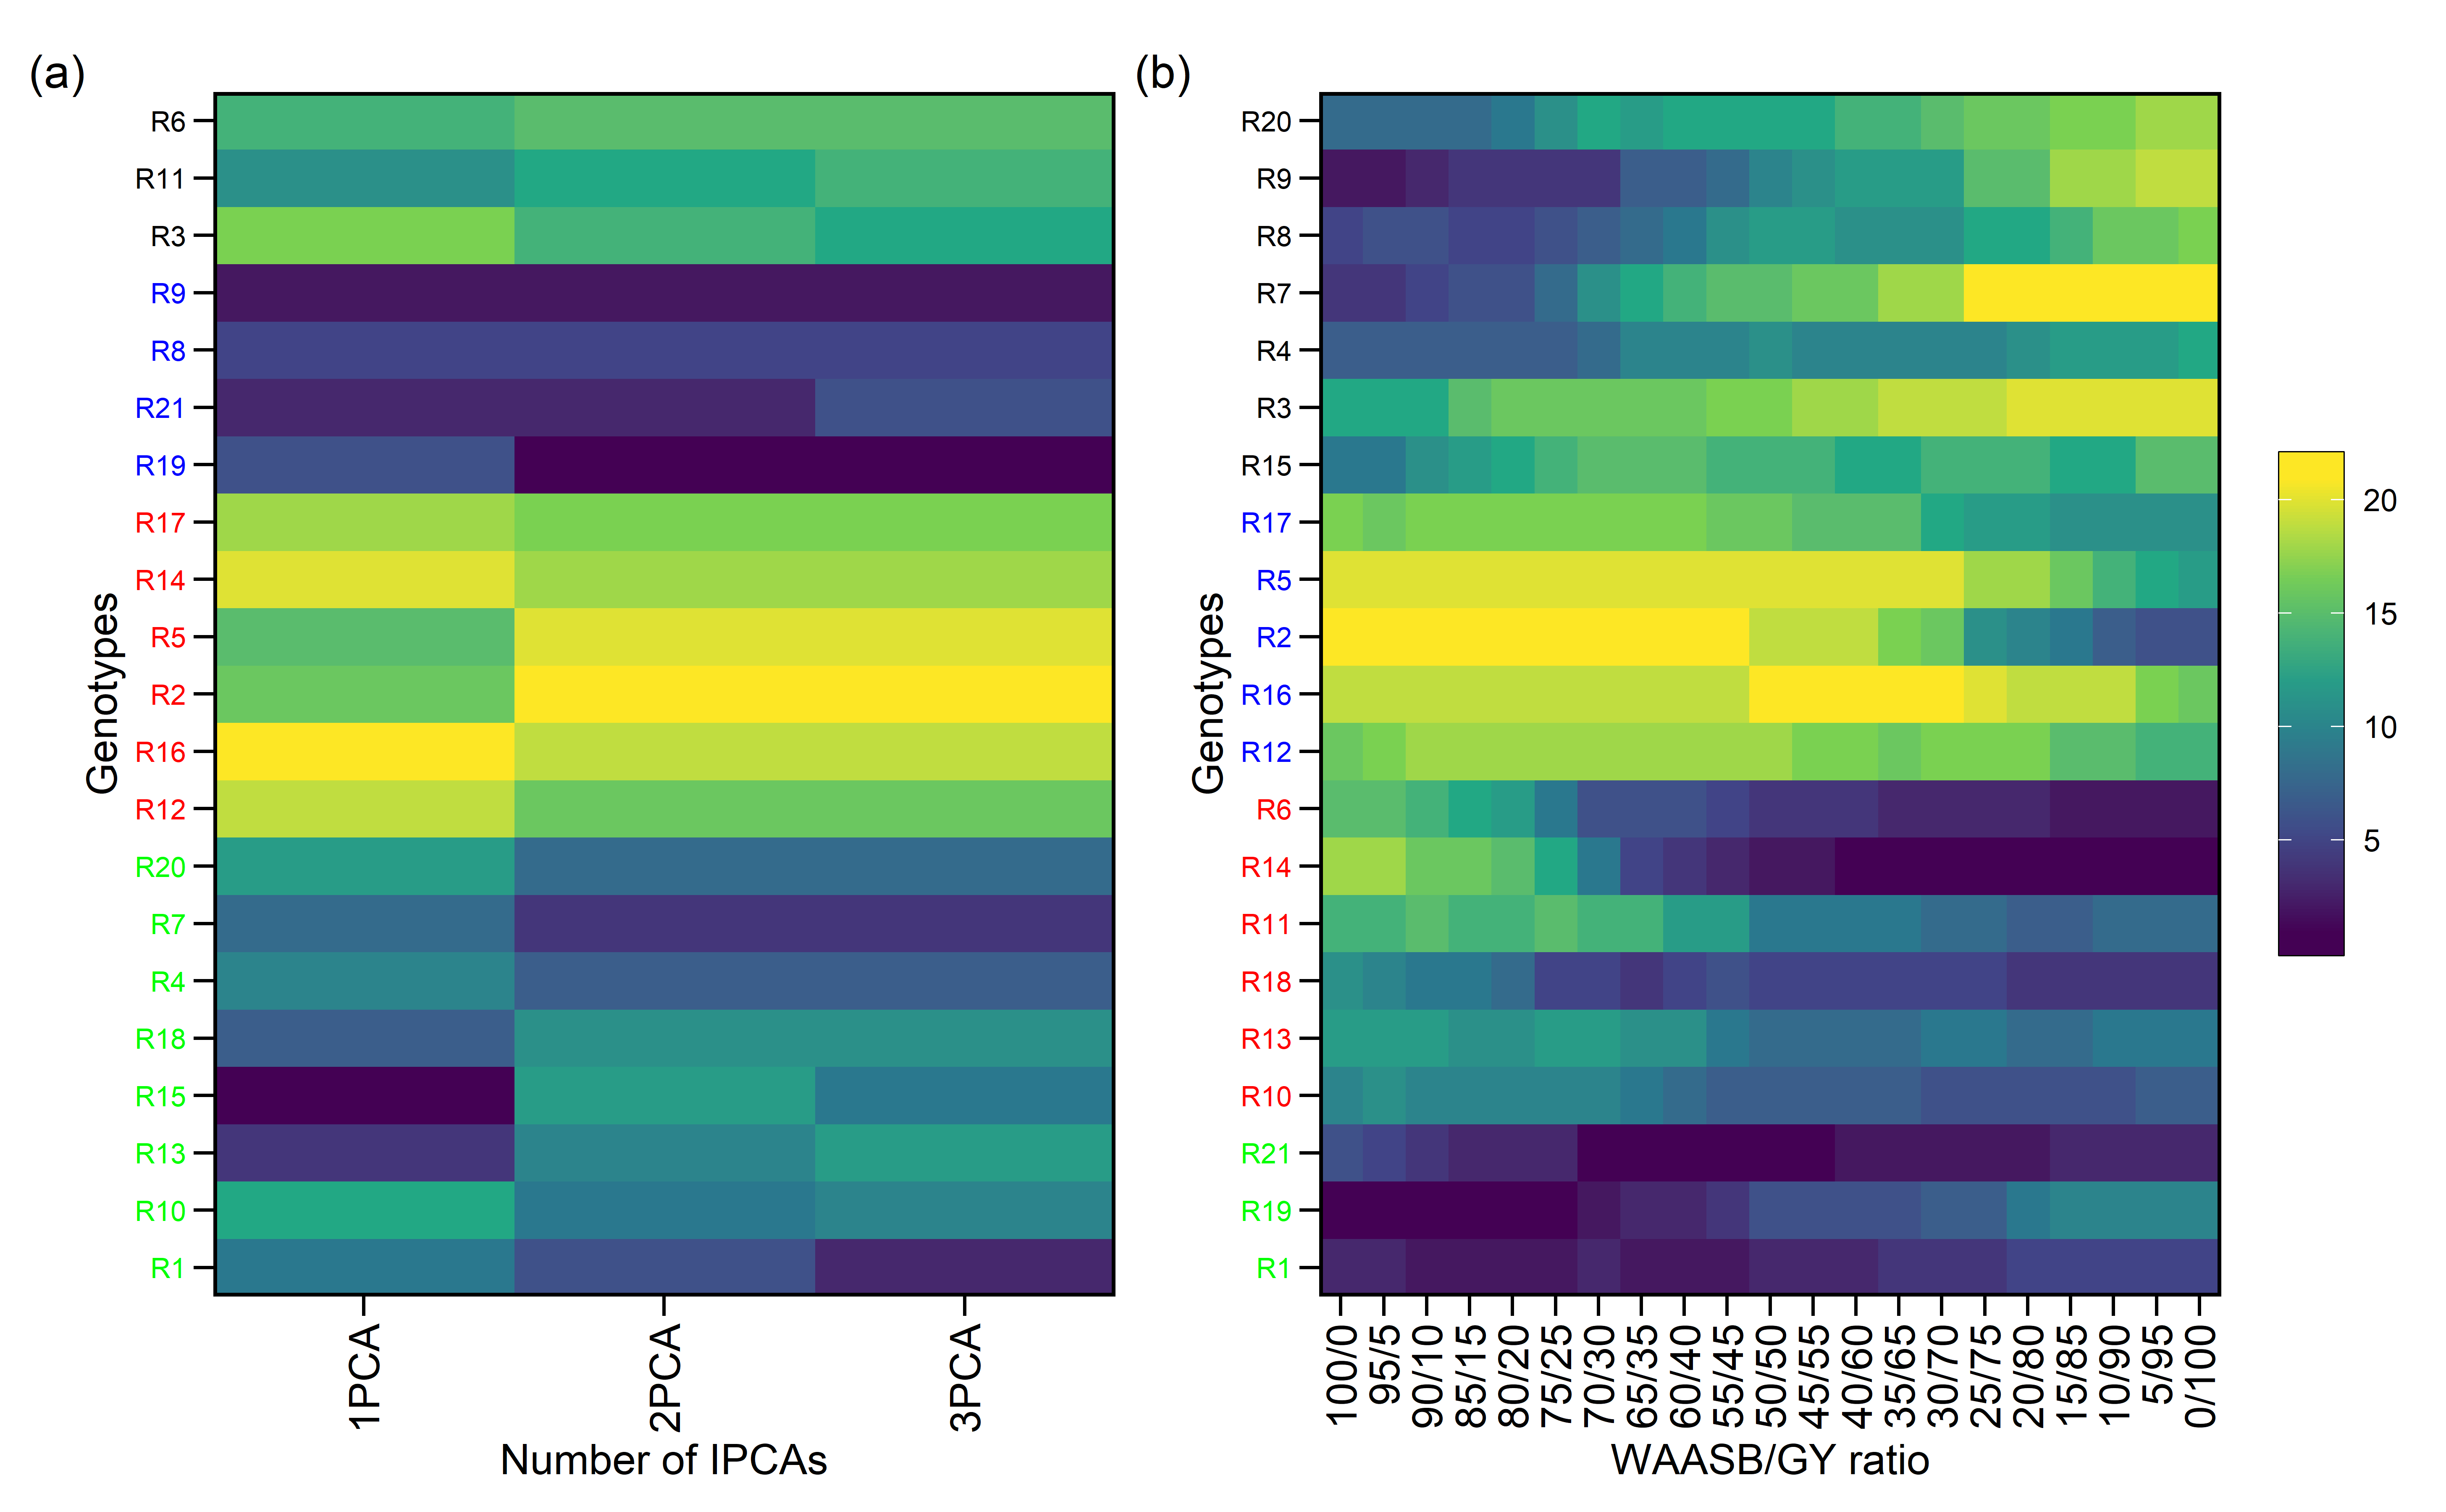 (a)
Genotypes
R6
R11
R3
R9
R8
R21
R19
R17
R14
R5
R2
R16
R12
R20
R7
R4
R18
R15
R13
R10
R1
1PCA
2PCA
3PCA
Number of IPCAs
(b)
Genotypes
R20
R9
R8
R7
R4
R3
R15
R17
R5
R2
R16
R12
R6
R14
R11
R18
R13
R10
R21
R19
R1
100/0
95/5
90/10
85/15
80/20
75/25
70/30
65/35
60/40
55/45
50/50
45/55
40/60
35/65
30/70
25/75
20/80
15/85
10/90
5/95
0/100
WAASB/GY ratio
20
15
10
5